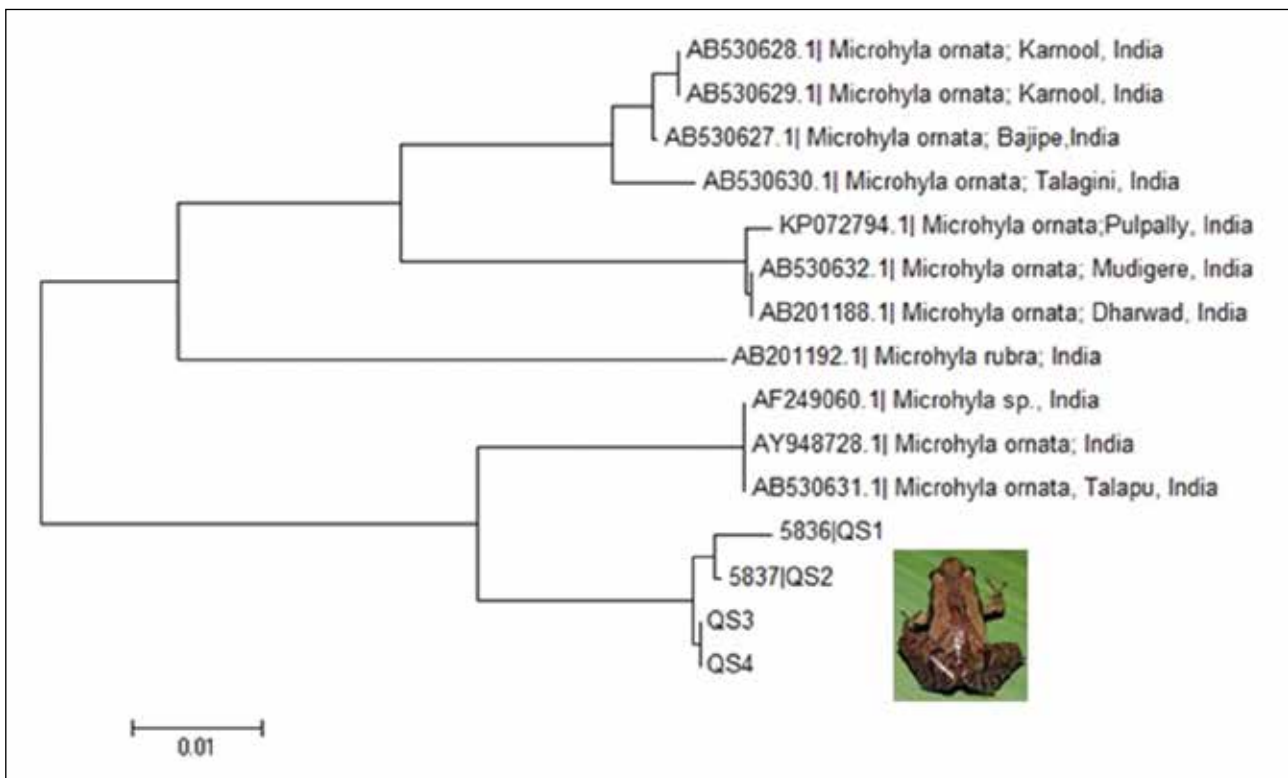 AB530628.1| Microhyla ornata; Karnool, India
AB530629.1| Microhyla ornata; Karnool, India
AB530627.1| Microhyla ornata; Bajipe,India
AB530630.1| Microhyla ornata; Talagini, India
KP072794.1| Microhyla ornata;Pulpally, India
AB530632.1| Microhyla ornata; Mudigere, India
AB201188.1| Microhyla ornata; Dharwad, India
AB201192.1| Microhyla rubra; India
AF249060.1| Microhyla sp., India
AY948728.1| Microhyla ornata; India
AB530631.1| Microhyla ornata, Talapu, India
5836|QS1
5837|QS2
QS3
QS4
0.01